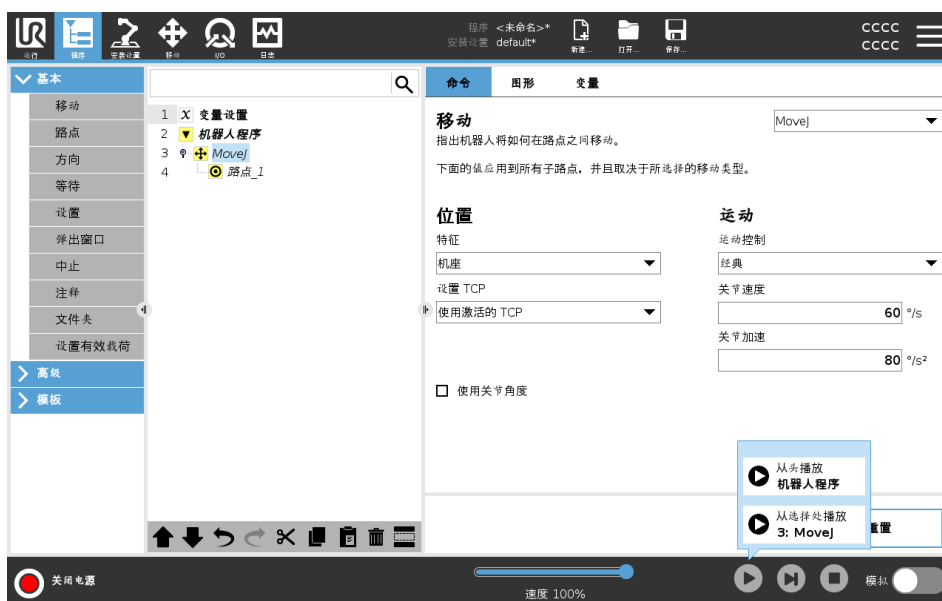 UR
运行
程序
安装设置
移动
I/O
日志
程序 <未命名>*
安装设置 default*
新建...
打开...
保存...
cccc
cccc
基本
移动
路点
方向
等待
设置
弹出窗口
中止
注释
文件夹
设置有效载荷
高级
模板
1 X 变量设置
2 机器人程序
3 MoveJ
4 路点_1
命令 图形 变量
移动
MoveJ
指出机器人将如何在路点之间移动。
下面的值应用到所有子路点，并且取决于所选择的移动类型。
位置
特征
机座
设置 TCP
使用激活的 TCP
使用关节角度
运动
运动控制
经典
关节速度
60 °/s
关节加速
80 °/s²
从头播放
机器人程序
从选择处播放
3: MoveJ
重置
关闭电源
速度 100%
模拟